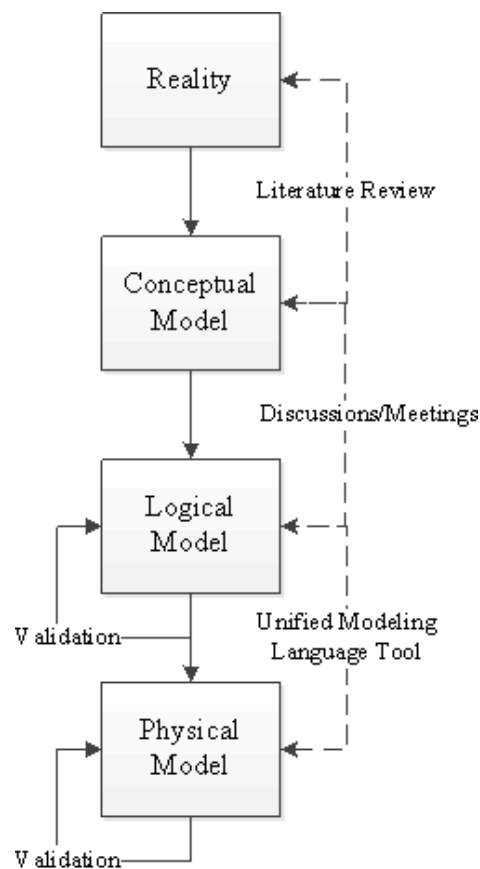 Reality
Literature Review
Conceptual
Model
Discussions/Meetings
Logical
Model
Validation
Unified Modeling
Language Tool
Physical
Model
Validation